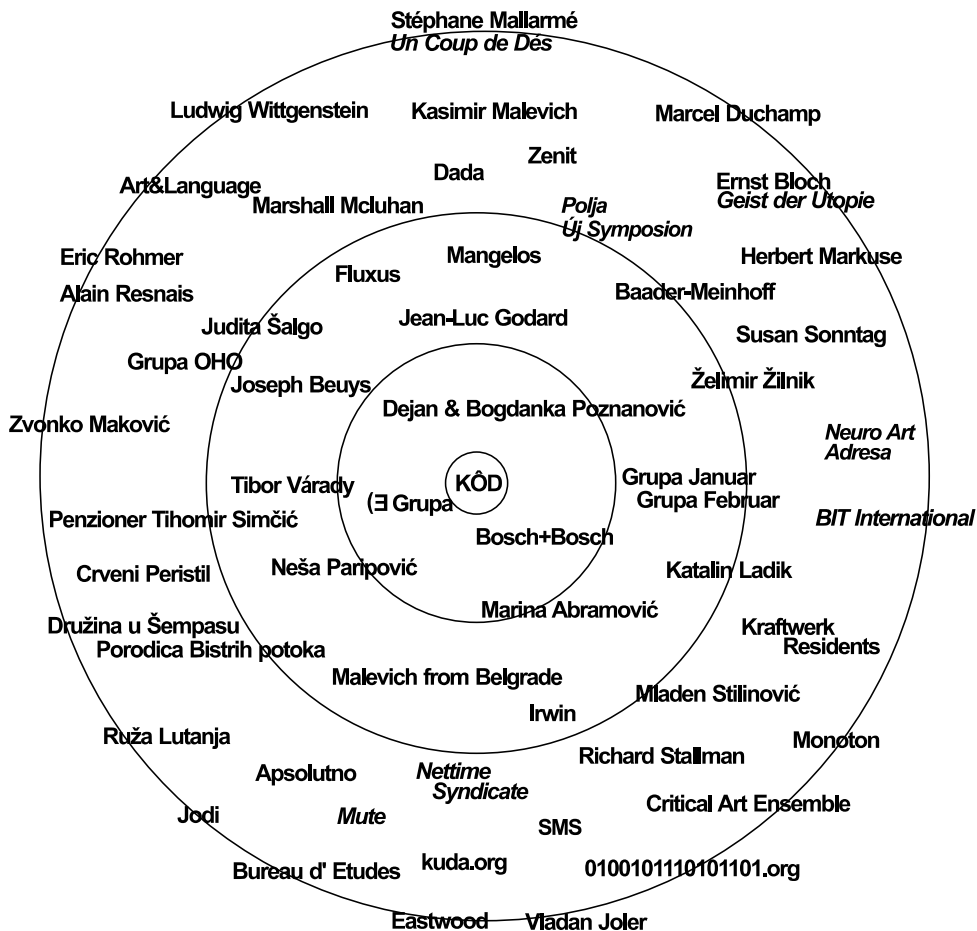 Stéphane Mallarmé
Un Coup de Dés
Ludwig Wittgenstein
Kasimir Malevich
Marcel Duchamp
Zenit
Dada
Art&Language
Ernst Bloch
Geist der Utopie
Marshall Mcluhan
Polja
Új Symposion
Eric Rohmer
Mangelos
Herbert Markuse
Fluxus
Alain Resnais
Baader-Meinhoff
Judita Šalgo
Jean-Luc Godard
Susan Sonntag
Grupa OHO
Joseph Beuys
Želimir Žilnik
Dejan & Bogdanka Poznanović
Zvonko Maković
Neuro Art
Adresa
Tibor Várady
KÔD
Grupa Januar
Grupa Februar
(∃ Grupa
Penzioner Tihomir Simčić
BIT International
Bosch+Bosch
Crveni Peristil
Neša Paripović
Katalin Ladik
Marina Abramović
Družina u Šempasu
Porodica Bistrih potoka
Kraftwerk
Residents
Malevich from Belgrade
Mladen Stilinović
Irwin
Ruža Lutanja
Monoton
Richard Stallman
Apsolutno
Nettime
Syndicate
Critical Art Ensemble
Jodi
Mute
SMS
Bureau d' Etudes
kuda.org
0100101110101101.org
Eastwood
Vladan Joler